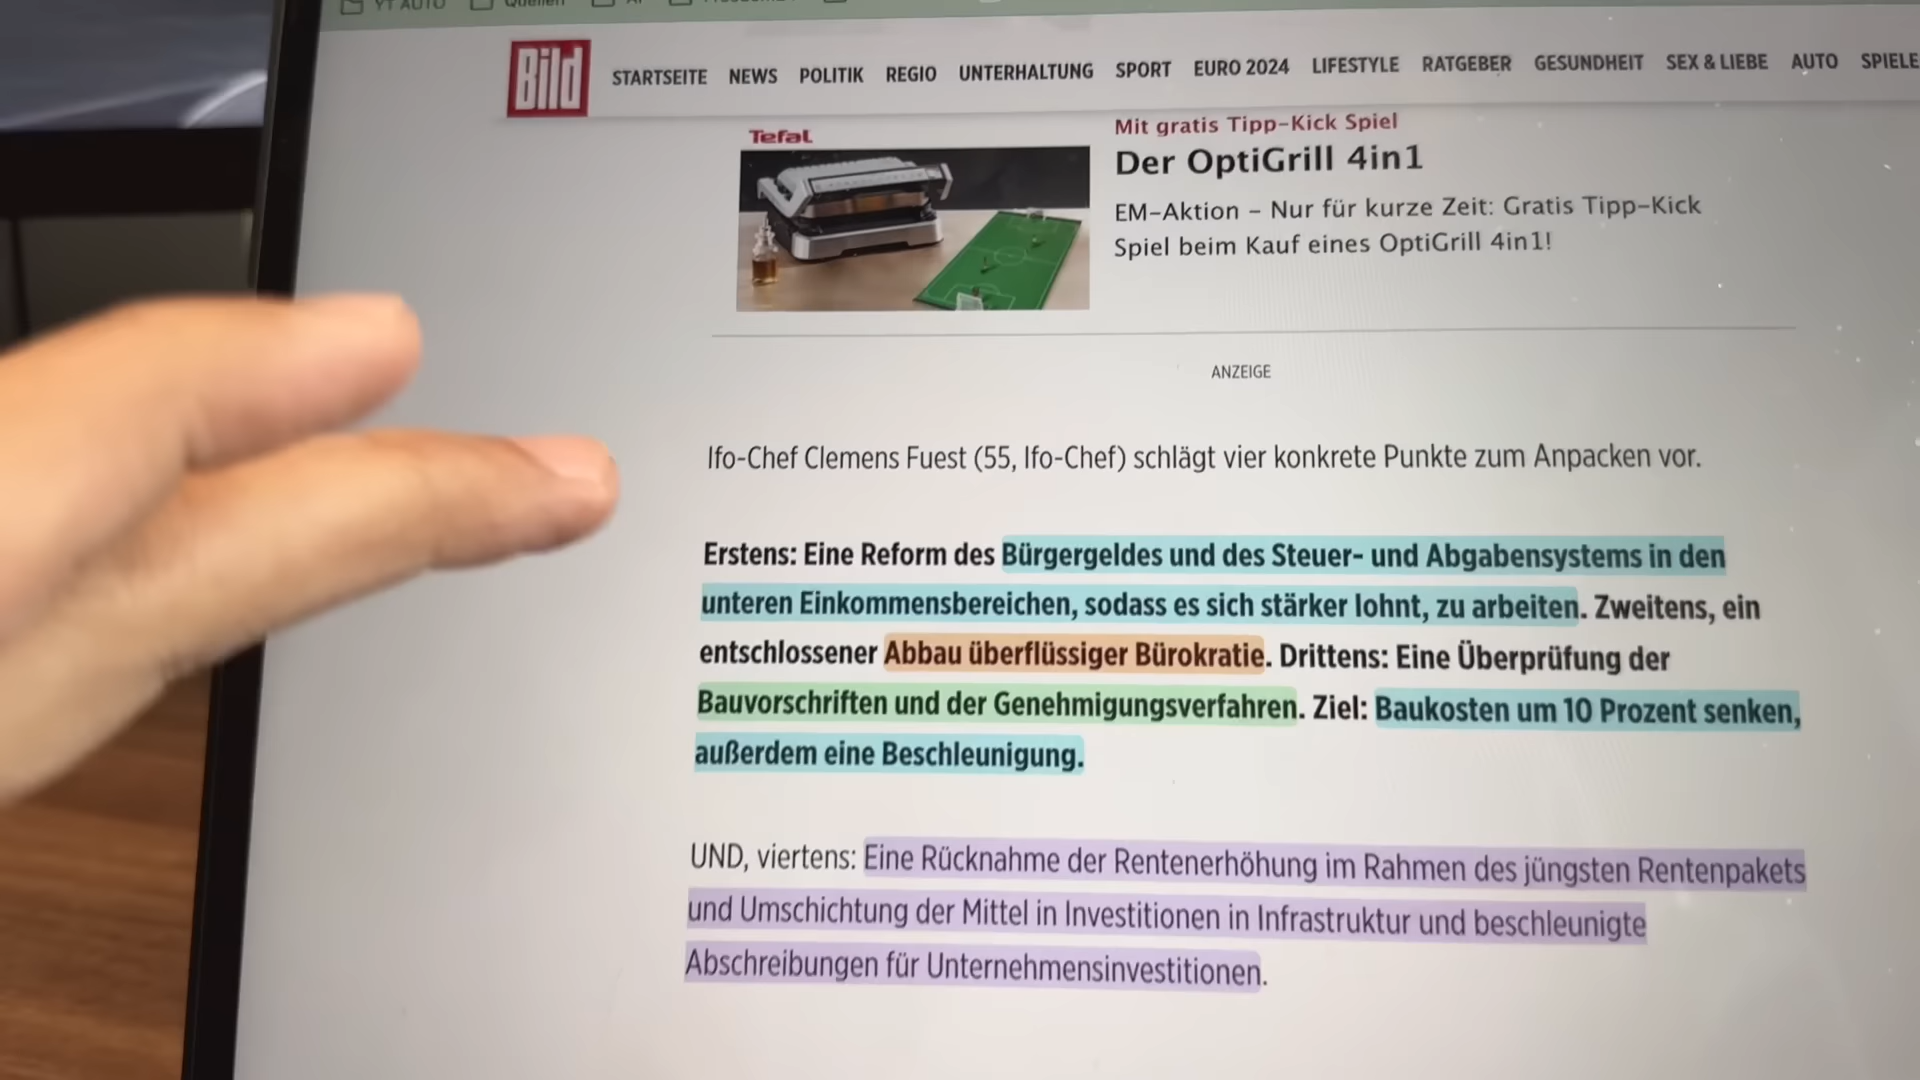 YT AUTO Quellen
Bild
STARTSEITE NEWS POLITIK REGIO UNTERHALTUNG SPORT EURO 2024 LIFESTYLE RATGEBER GESUNDHEIT SEX & LIEBE AUTO SPIELE
Tefal
Mit gratis Tipp-Kick Spiel
Der OptiGrill 4in1
EM-Aktion - Nur für kurze Zeit: Gratis Tipp-Kick
Spiel beim Kauf eines OptiGrill 4in1!
ANZEIGE
Ifo-Chef Clemens Fuest (55, Ifo-Chef) schlägt vier konkrete Punkte zum Anpacken vor.
Erstens: Eine Reform des Bürgergeldes und des Steuer- und Abgabensystems in den
unteren Einkommensbereichen, sodass es sich stärker lohnt, zu arbeiten. Zweitens, ein
entschlossener Abbau überflüssiger Bürokratie. Drittens: Eine Überprüfung der
Bauvorschriften und der Genehmigungsverfahren. Ziel: Baukosten um 10 Prozent senken,
außerdem eine Beschleunigung.
UND, viertens: Eine Rücknahme der Rentenerhöhung im Rahmen des jüngsten Rentenpakets
und Umschichtung der Mittel in Investitionen in Infrastruktur und beschleunigte
Abschreibungen für Unternehmensinvestitionen.